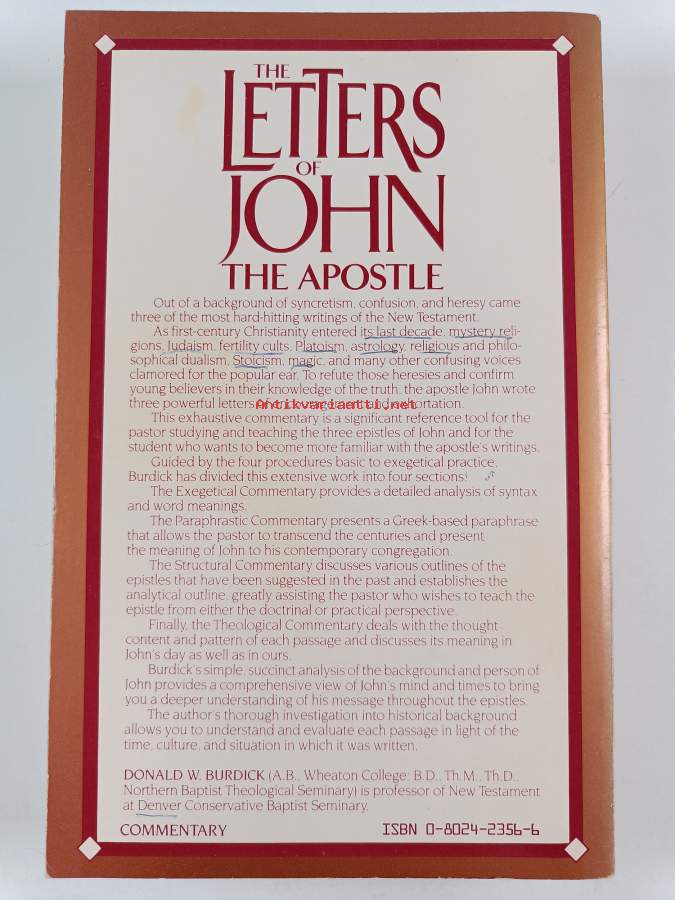 THE
LETTERS
OF
JOHN
THE APOSTLE
Out of a background of syncretism, confusion, and heresy came
three of the most hard-hitting writings of the New Testament.
As first-century Christianity entered its last decade, mystery reli-
gions, Judaism, fertility cults, Platoism, astrology, religious and philo-
sophical dualism, Stoicism, magic, and many other confusing voices
clamored for the popular ear. To refute those heresies and confirm
young believers in their knowledge of the truth, the apostle John wrote
three powerful letters of encouragement and exhortation.
Antikvariaatti.net
This exhaustive commentary is a significant reference tool for the
pastor studying and teaching the three epistles of John and for the
student who wants to become more familiar with the apostle's writings.
Guided by the four procedures basic to exegetical practice,
Burdick has divided this extensive work into four sections:
The Exegetical Commentary provides a detailed analysis of syntax
and word meanings.
The Paraphrastic Commentary presents a Greek-based paraphrase
that allows the pastor to transcend the centuries and present
the meaning of John to his contemporary congregation.
The Structural Commentary discusses various outlines of the
epistles that have been suggested in the past and establishes the
analytical outline, greatly assisting the pastor who wishes to teach the
epistle from either the doctrinal or practical perspective.
Finally, the Theological Commentary deals with the thought
content and pattern of each passage and discusses its meaning in
John's day as well as in ours.
Burdick's simple, succinct analysis of the background and person of
John provides a comprehensive view of John's mind and times to bring
you a deeper understanding of his message throughout the epistles.
The author's thorough investigation into historical background
allows you to understand and evaluate each passage in light of the
time, culture, and situation in which it was written.
DONALD W. BURDICK (A.B., Wheaton College; B.D., Th.M., Th.D.,
Northern Baptist Theological Seminary) is professor of New Testament
at Denver Conservative Baptist Seminary.
COMMENTARY
ISBN 0-8024-2356-6